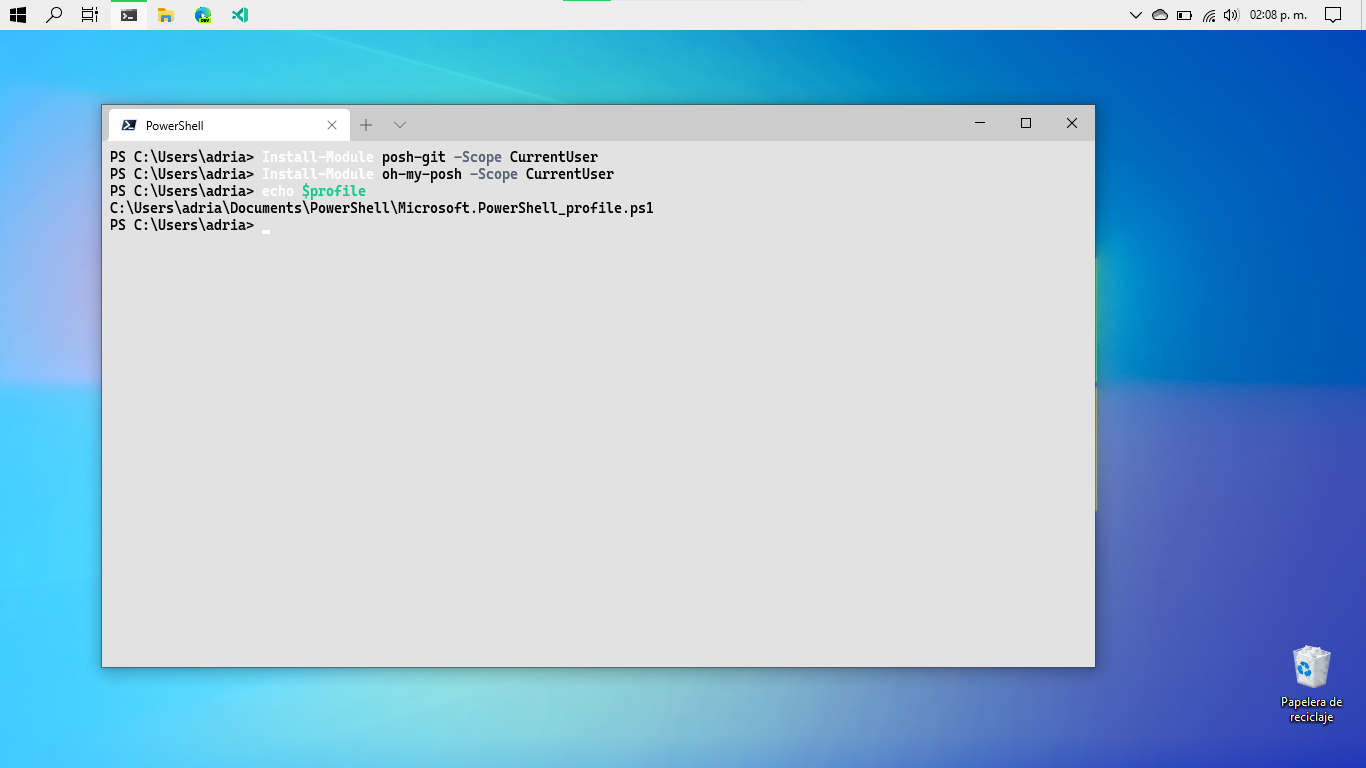 02:08 p. m.
PowerShell
PS C:\Users\adria> Install-Module posh-git -Scope CurrentUser
PS C:\Users\adria> Install-Module oh-my-posh -Scope CurrentUser
PS C:\Users\adria> echo $profile
C:\Users\adria\Documents\PowerShell\Microsoft.PowerShell_profile.ps1
PS C:\Users\adria>
Papelera de
reciclaje